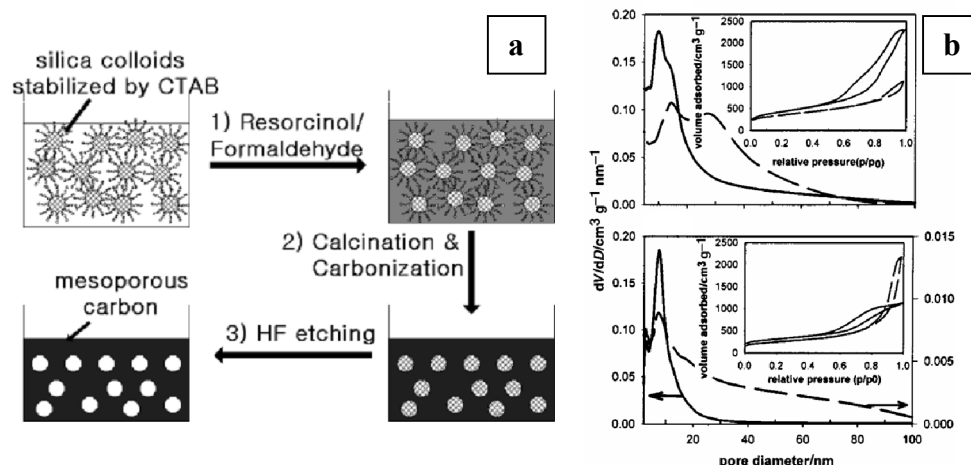 a
silica colloids
stabilized by CTAB
1) Resorcinol/
Formaldehyde
2) Calcination &
Carbonization
mesoporous
carbon
3) HF etching
b
0.20
0.15
0.10
0.05
0.00
volume adsorbed/cm³ g⁻¹
2500
2000
1500
1000
500
0
0.0 0.2 0.4 0.6 0.8 1.0
relative pressure(p/p0)
20 40 60 80 100
dV/dD/cm³ g⁻¹ nm⁻¹
0.20
0.15
0.10
0.05
0.00
volume adsorbed/cm³ g⁻¹
2500
2000
1500
1000
500
0
0.0 0.2 0.4 0.6 0.8 1.0
relative pressure (p/p0)
0.015
0.010
0.005
0.000
20 40 60 80 100
pore diameter/nm